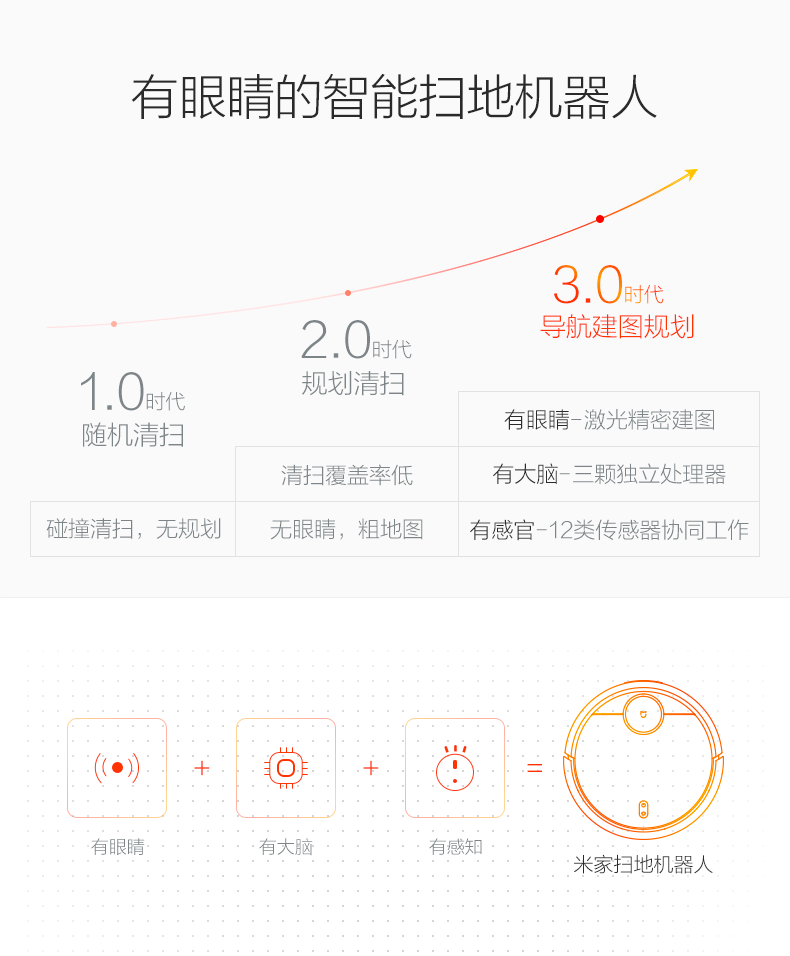 有眼睛的智能扫地机器人
3.0时代
导航建图规划
2.0时代
规划清扫
1.0时代
随机清扫
有眼睛-激光精密建图
清扫覆盖率低
有大脑-三颗独立处理器
碰撞清扫，无规划
无眼睛，粗地图
有感官-12类传感器协同工作
+
+
=
有眼睛
有大脑
有感知
米家扫地机器人